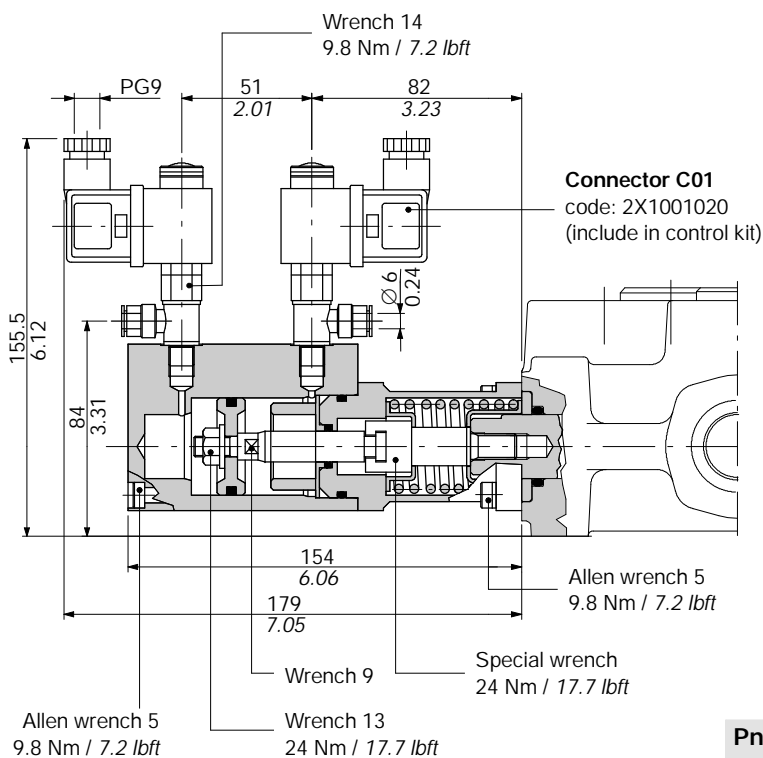 Wrench 14
9.8 Nm / 7.2 lbft
PG9
51
2.01
82
3.23
Connector C01
code: 2X1001020
(include in control kit)
Ø 6
0.24
155.5
6.12
84
3.31
154
6.06
179
7.05
Allen wrench 5
9.8 Nm / 7.2 lbft
Wrench 9
Special wrench
24 Nm / 17.7 lbft
Allen wrench 5
9.8 Nm / 7.2 lbft
Wrench 13
24 Nm / 17.7 lbft
Pn